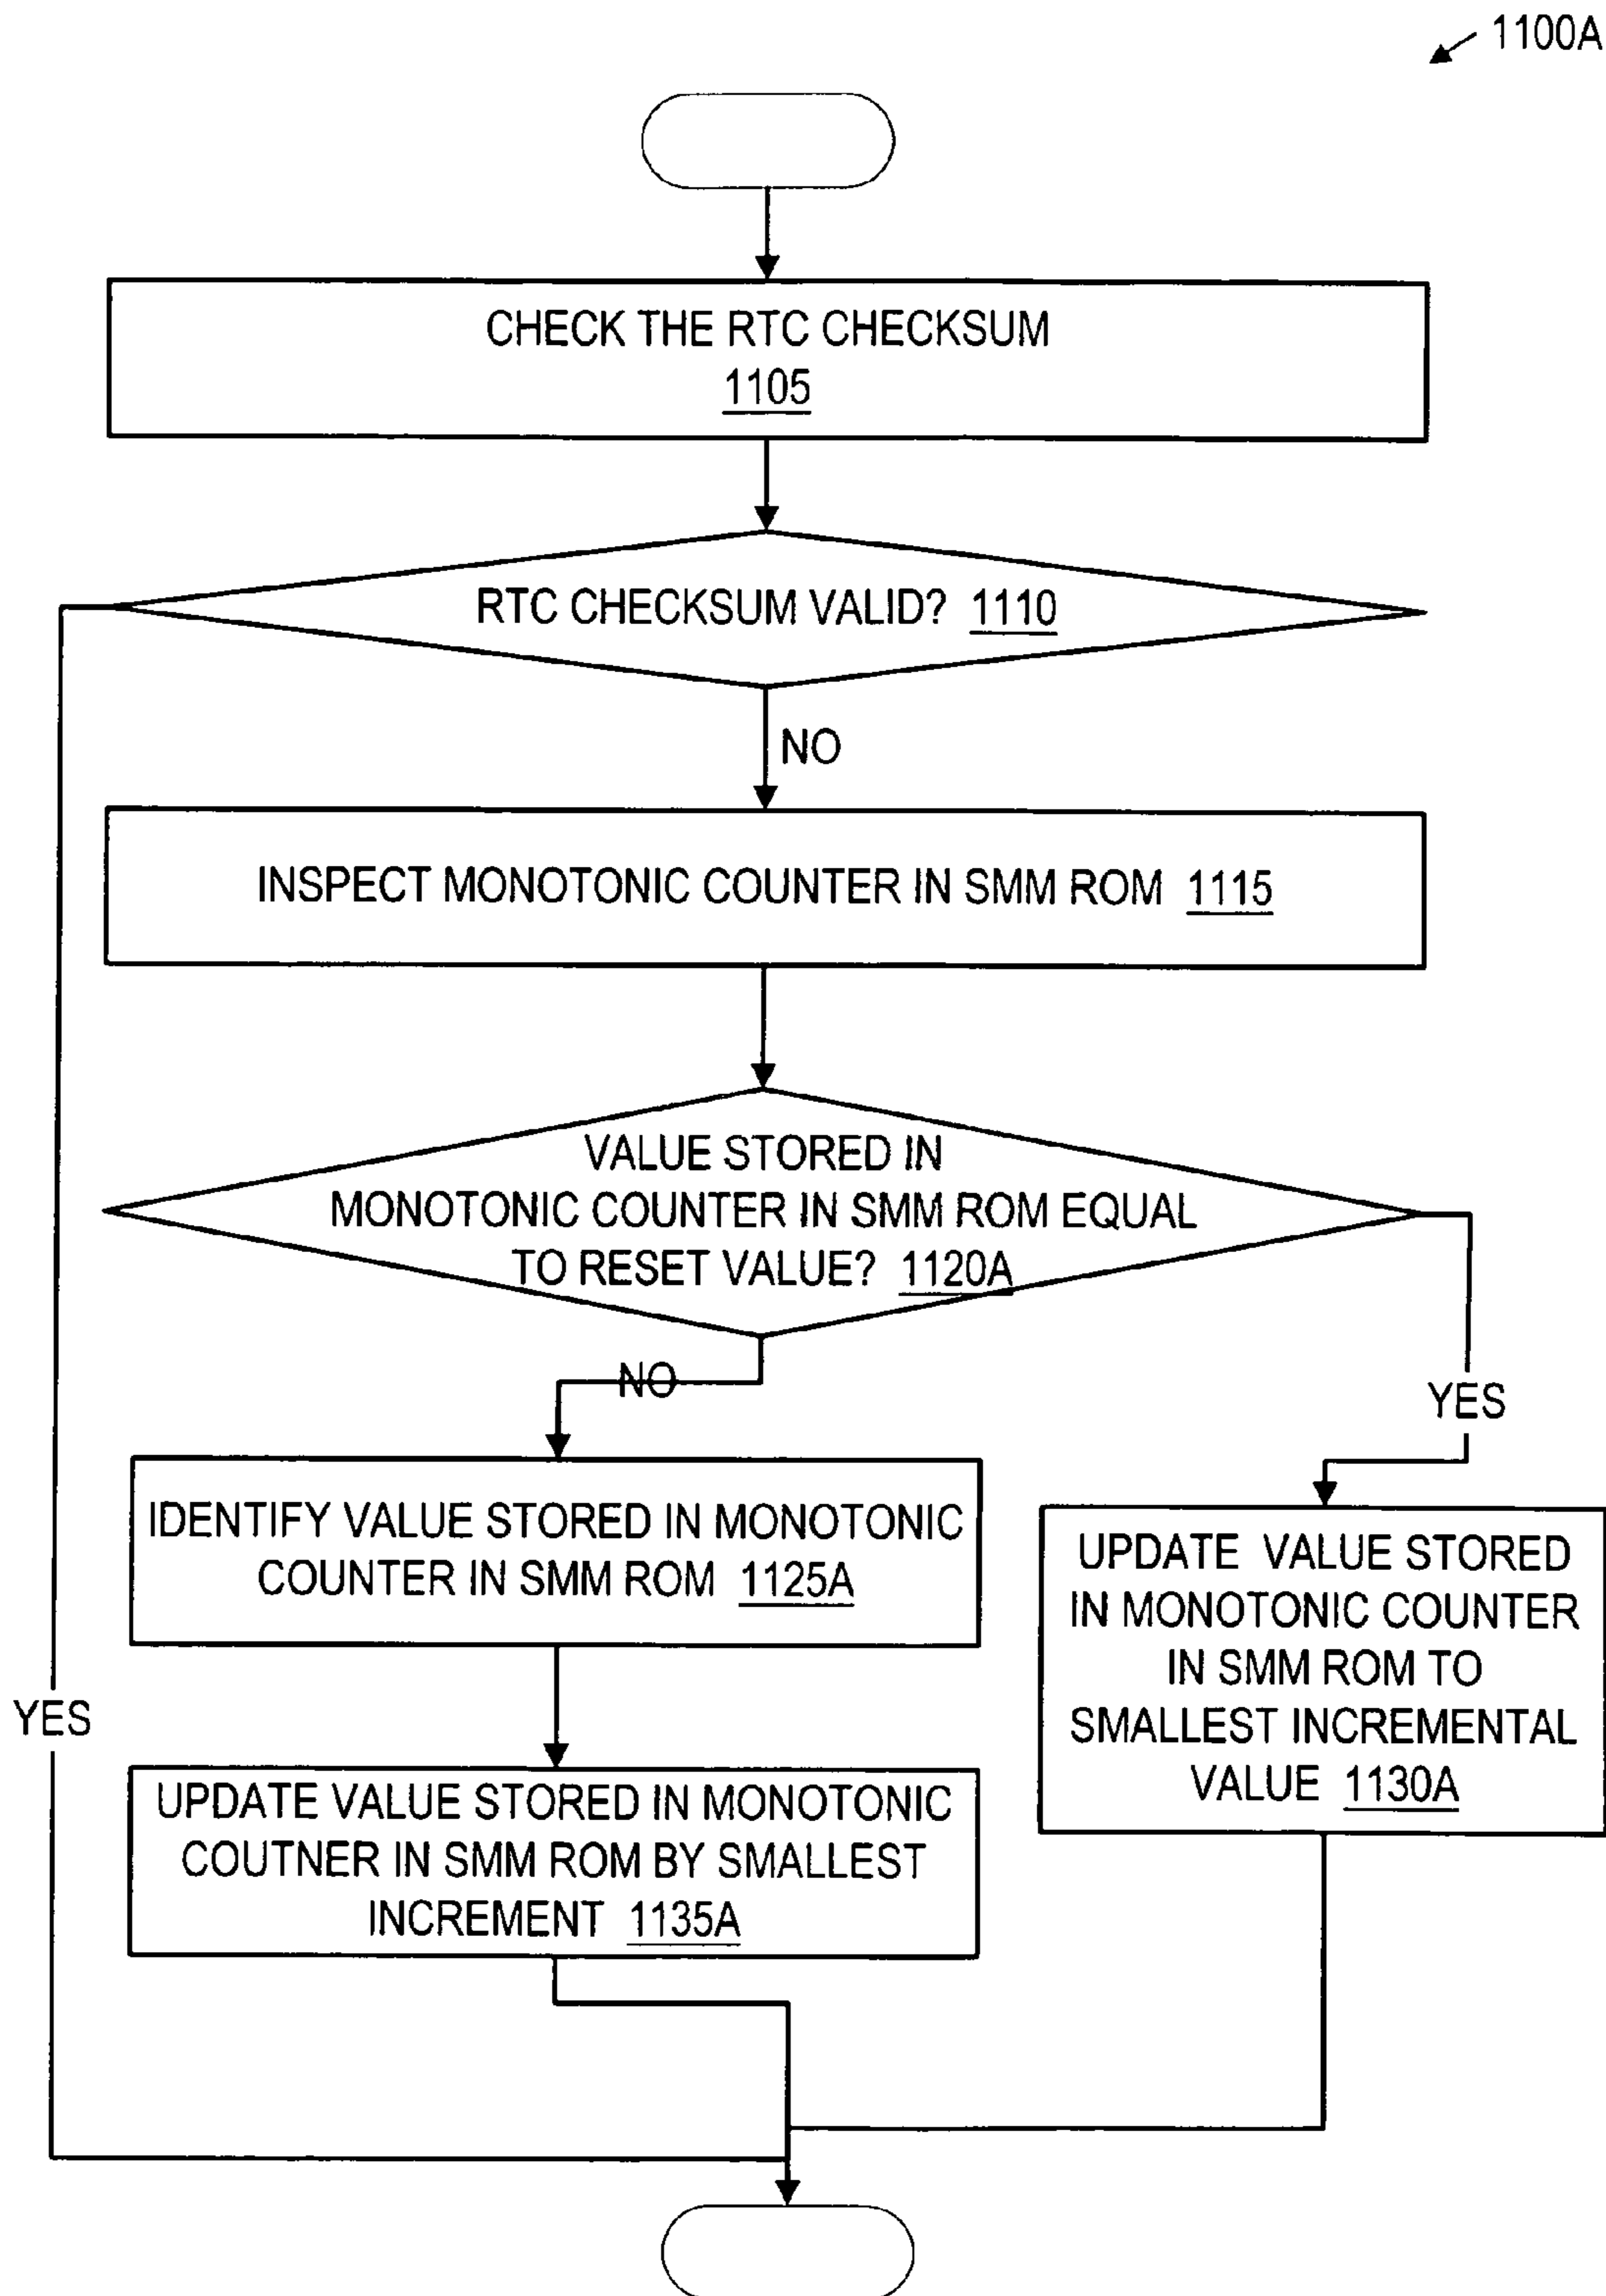 1100A
CHECK THE RTC CHECKSUM
1105
RTC CHECKSUM VALID? 1110
NO
INSPECT MONOTONIC COUNTER IN SMM ROM 1115
VALUE STORED IN
MONOTONIC COUNTER IN SMM ROM EQUAL
TO RESET VALUE? 1120A
NO
YES
IDENTIFY VALUE STORED IN MONOTONIC
COUNTER IN SMM ROM 1125A
UPDATE VALUE STORED
IN MONOTONIC COUNTER
IN SMM ROM TO
SMALLEST INCREMENTAL
VALUE 1130A
YES
UPDATE VALUE STORED IN MONOTONIC
COUTNER IN SMM ROM BY SMALLEST
INCREMENT 1135A